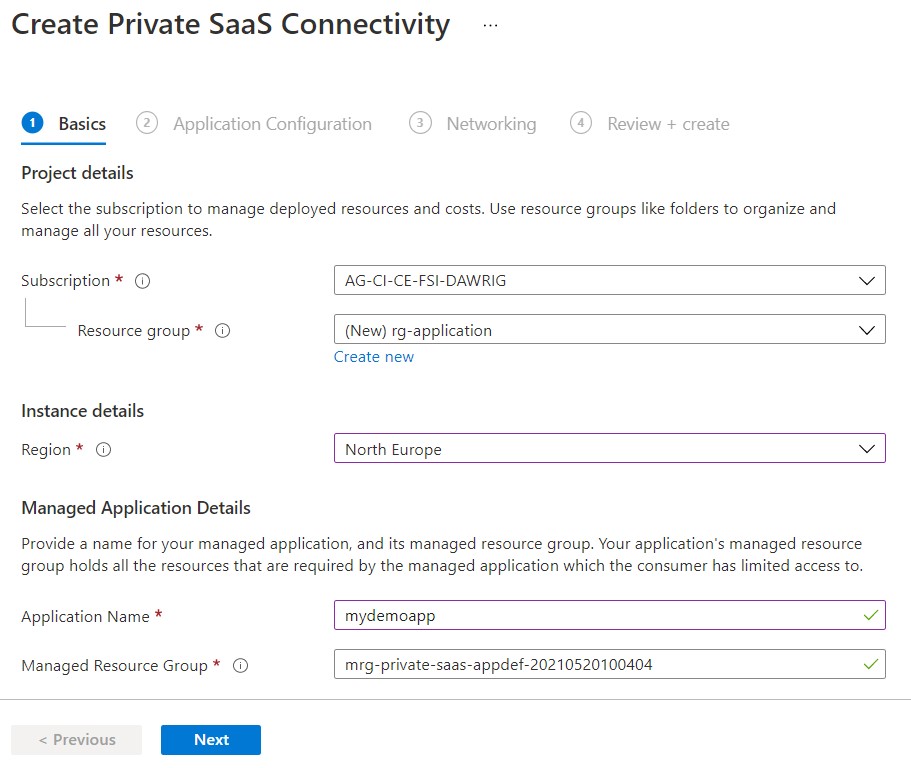 Create Private SaaS Connectivity ...
1 Basics 2 Application Configuration 3 Networking 4 Review + create
Project details
Select the subscription to manage deployed resources and costs. Use resource groups like folders to organize and
manage all your resources.
Subscription * AG-CI-CE-FSI-DAWRIG
Resource group * (New) rg-application
Create new
Instance details
Region * North Europe
Managed Application Details
Provide a name for your managed application, and its managed resource group. Your application's managed resource
group holds all the resources that are required by the managed application which the consumer has limited access to.
Application Name * mydemoapp
Managed Resource Group * mrg-private-saas-appdef-20210520100404
< Previous Next